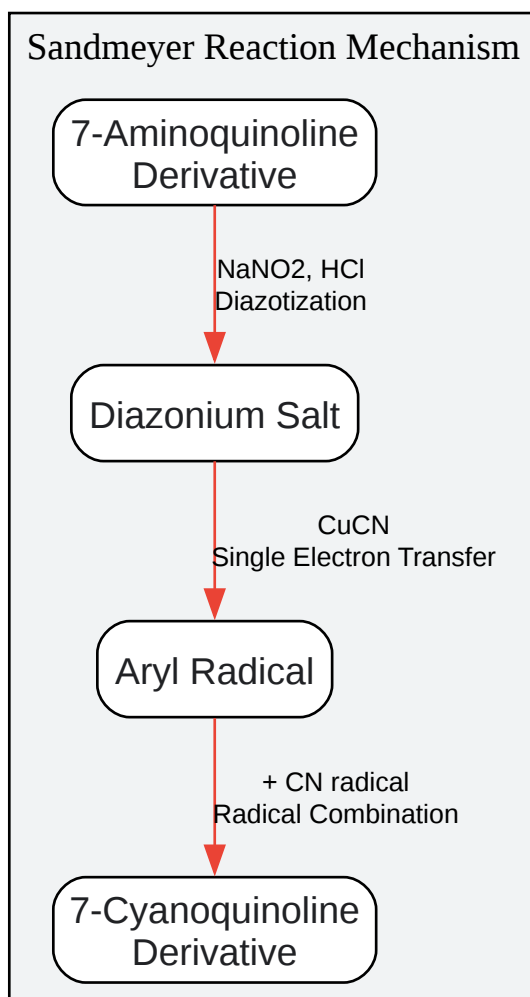 Sandmeyer Reaction Mechanism
7-Aminoquinoline
Derivative
NaNO2, HCl
Diazotization
Diazonium Salt
CuCN
Single Electron Transfer
Aryl Radical
+ CN radical
Radical Combination
7-Cyanoquinoline
Derivative